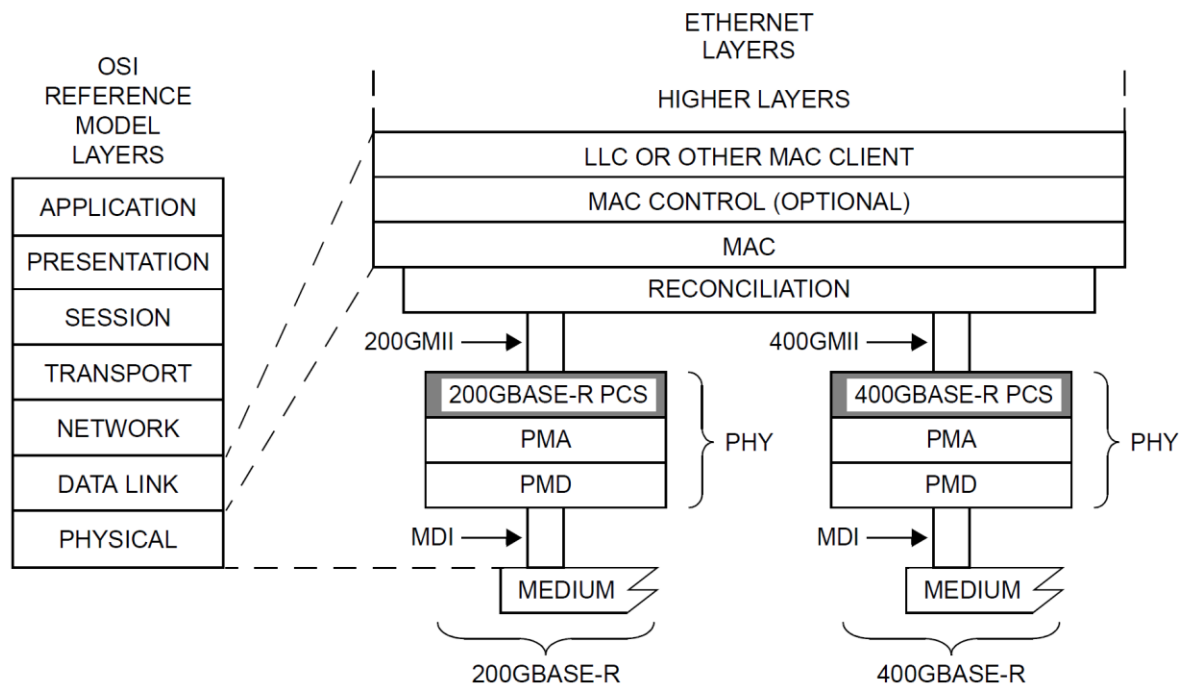 OSI
REFERENCE
MODEL
LAYERS
APPLICATION
PRESENTATION
SESSION
TRANSPORT
NETWORK
DATA LINK
PHYSICAL
ETHERNET
LAYERS
HIGHER LAYERS
LLC OR OTHER MAC CLIENT
MAC CONTROL (OPTIONAL)
MAC
RECONCILIATION
200GMII
200GBASE-R PCS
PMA
PMD
PHY
MDI
MEDIUM
200GBASE-R
400GMII
400GBASE-R PCS
PMA
PMD
PHY
MDI
MEDIUM
400GBASE-R